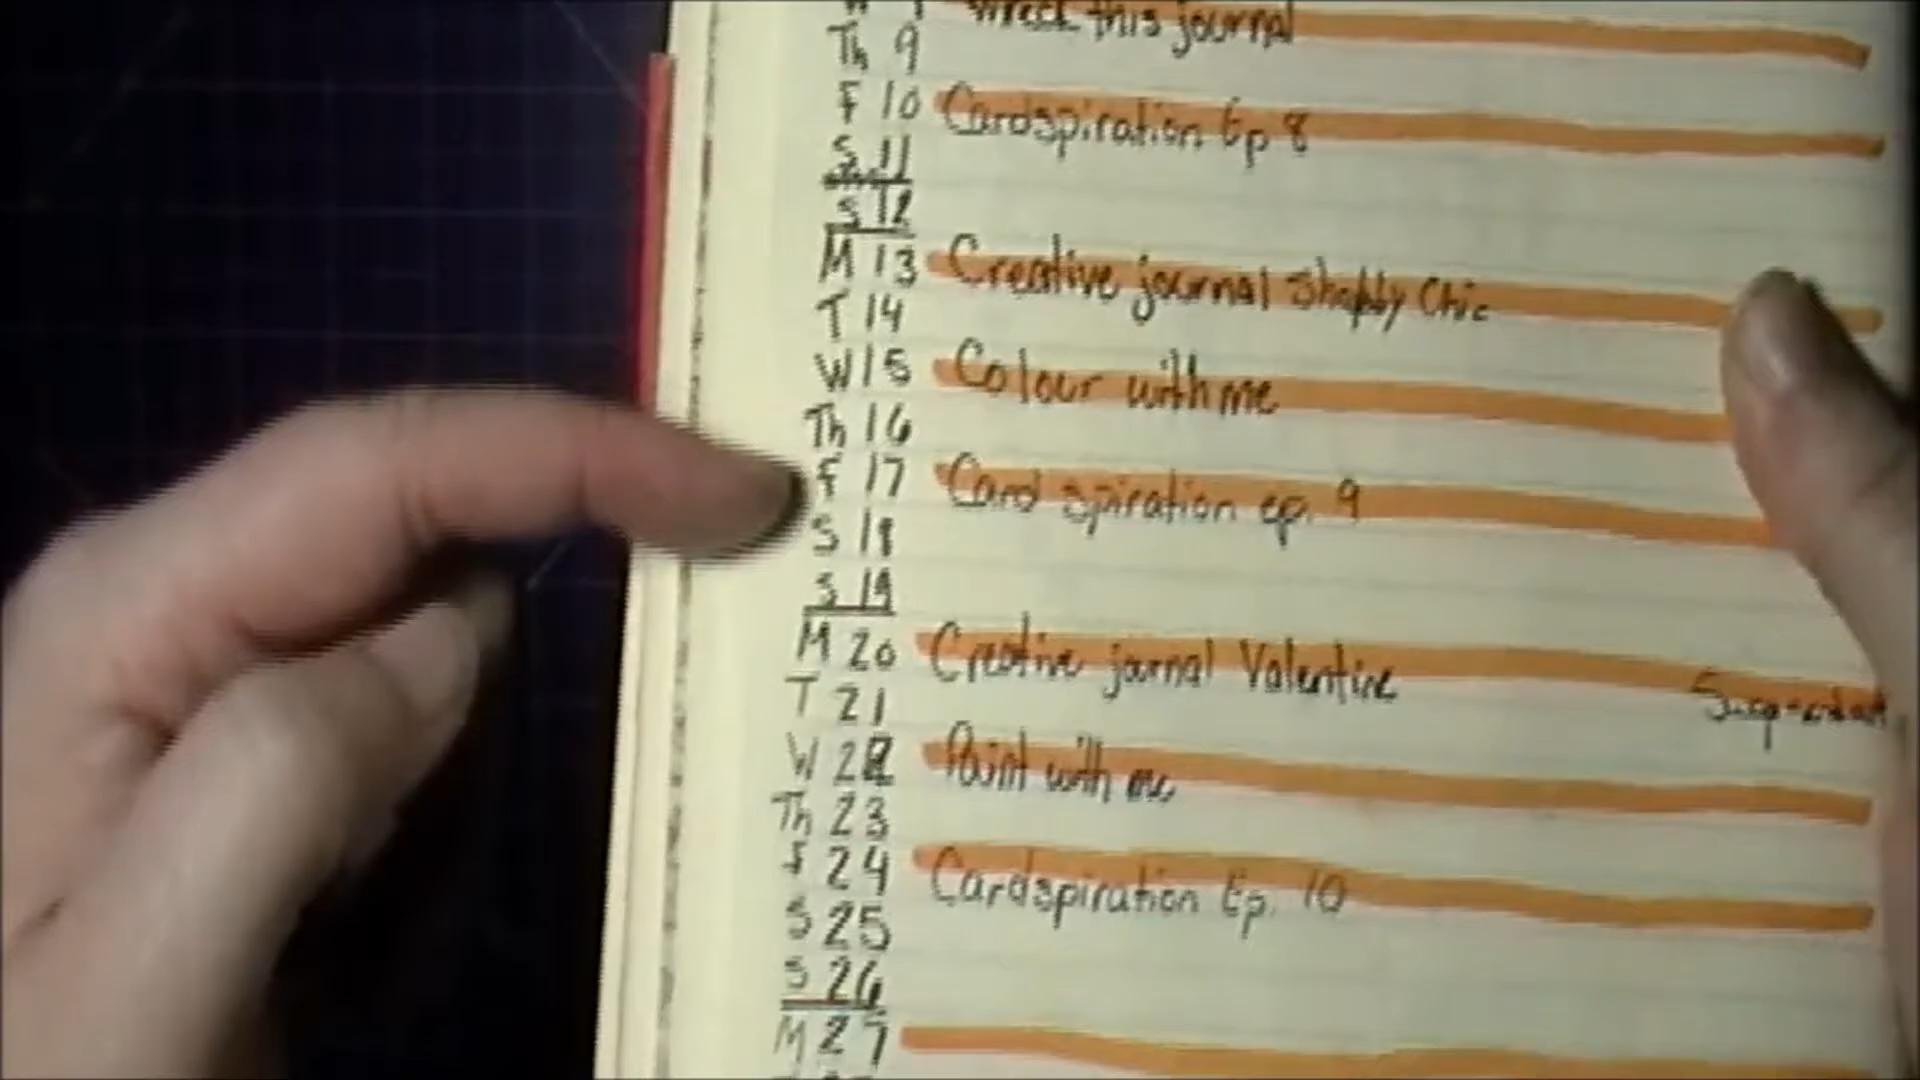 Wreck this journal
Th 9
F 10 Cardspiration Ep 8
S 11
S 12
M 13 Creative journal Shabby Chic
T 14
W 15 Colour with me
Th 16
F 17 Card spiration ep. 9
S 18
S 19
M 20 Creative journal Valentine
T 21
W 22 Paint with me
Th 23
F 24 Cardspiration Ep. 10
S 25
S 26
M 27